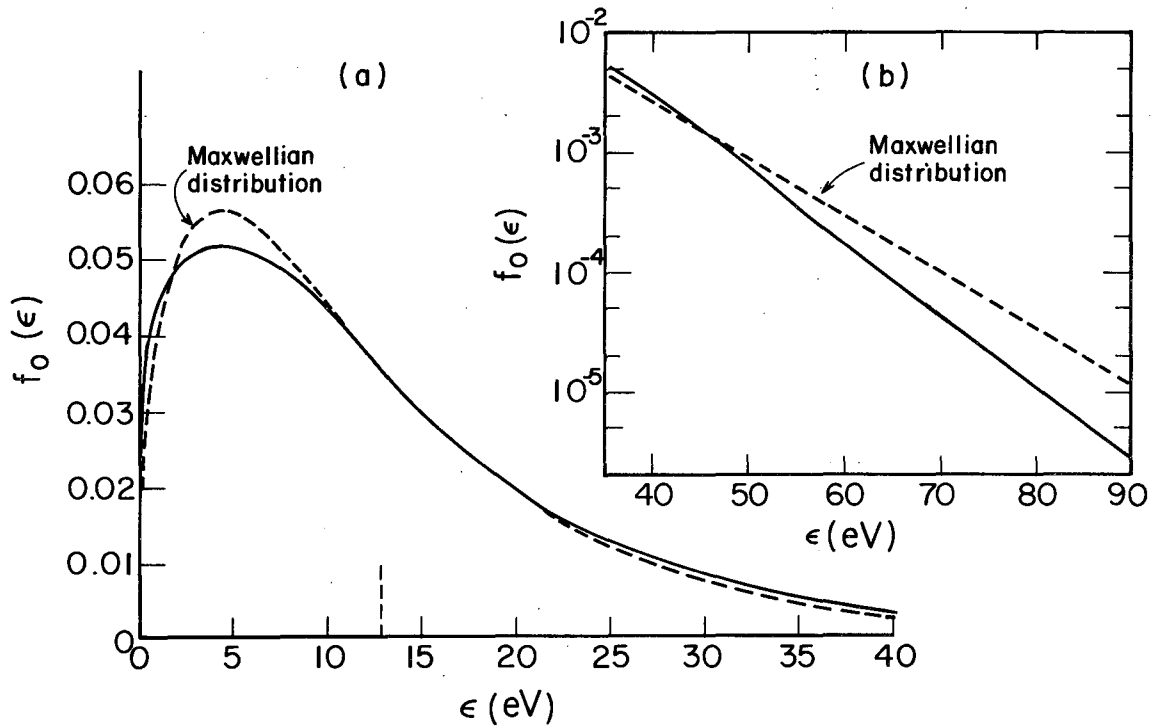 (a)
Maxwellian
distribution
f₀(ϵ)
0.06
0.05
0.04
0.03
0.02
0.01
0
0 5 10 15 20 25 30 35 40
ϵ (eV)
(b)
Maxwellian
distribution
f₀(ϵ)
10⁻²
10⁻³
10⁻⁴
10⁻⁵
40 50 60 70 80 90
ϵ (eV)